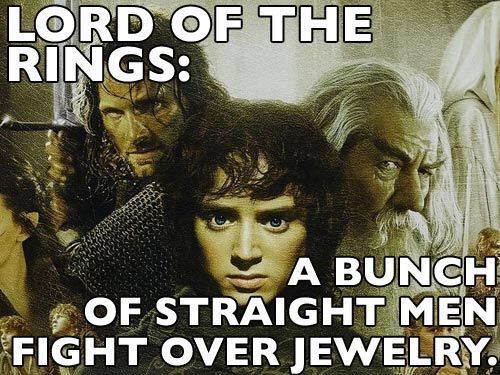 LORD OF THE
RINGS:
A BUNCH
OF STRAIGHT MEN
FIGHT OVER JEWELRY.